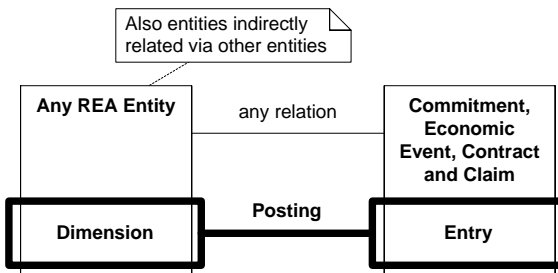 Also entities indirectly
related via other entities
Any REA Entity
any relation
Commitment,
Economic
Event, Contract
and Claim
Posting
Dimension
Entry